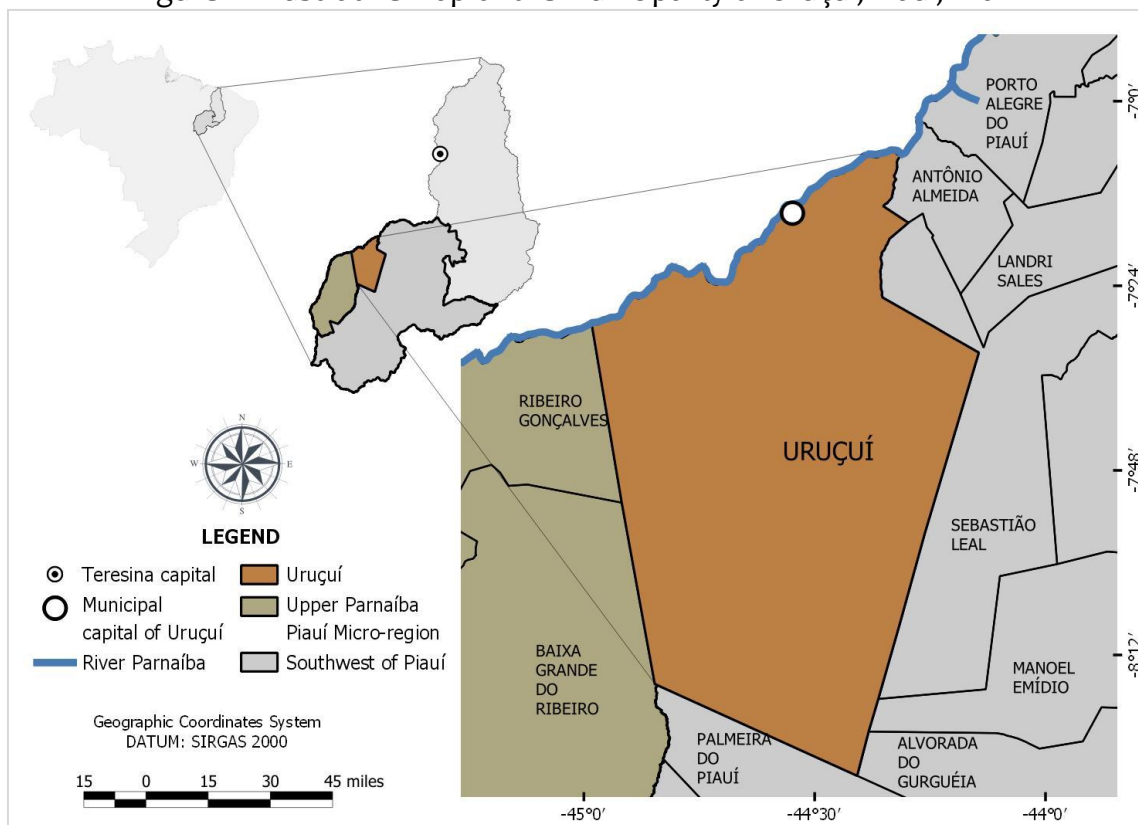 Figure
PORTO
ALEGRE
DO
PIAUÍ
ANTÔNIO
ALMEIDA
LANDRI
SALES
RIBEIRO
GONÇALVES
URUÇUÍ
SEBASTIÃO
LEAL
BAIXA
GRANDE
DO
RIBEIRO
MANOEL
EMÍDIO
PALMEIRA
DO
PIAUÍ
ALVORADA
DO
GURGUÉIA
-7°0′
-7°24′
-7°48′
-8°12′
-45°0′
-44°30′
-44°0′
N
W
E
S
LEGEND
Teresina capital
Municipal
capital of Uruçuí
River Parnaíba
Uruçuí
Upper Parnaíba
Piauí Micro-region
Southwest of Piauí
Geographic Coordinates System
DATUM: SIRGAS 2000
15 0 15 30 45 miles